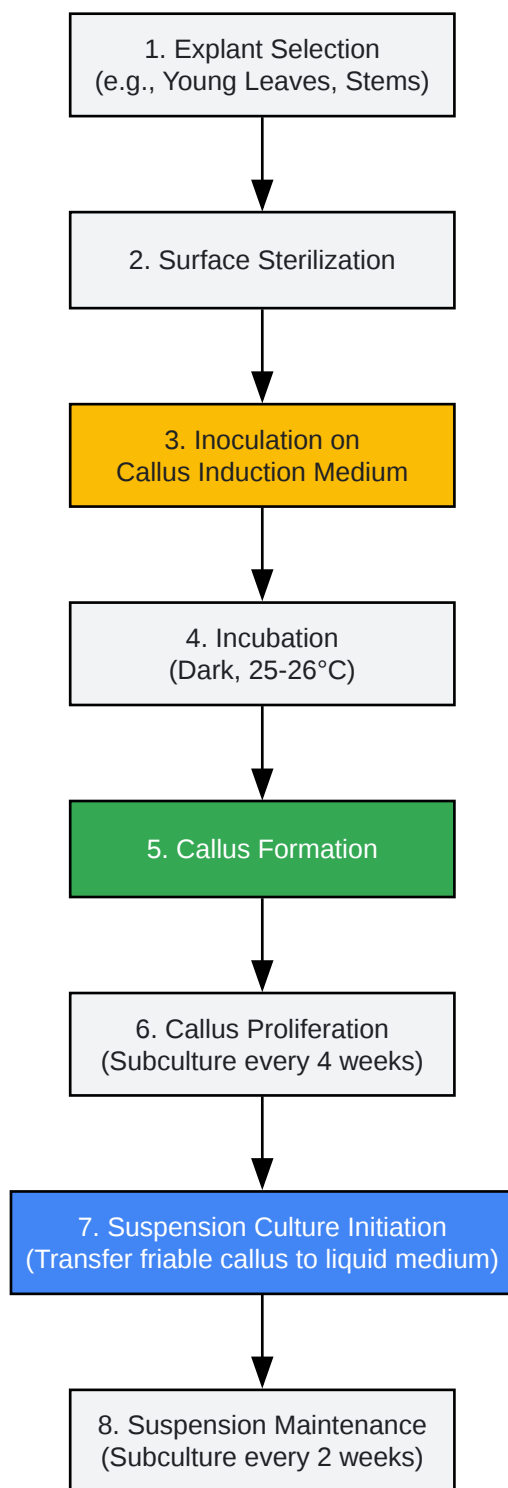 1. Explant Selection
(e.g., Young Leaves, Stems)
2. Surface Sterilization
3. Inoculation on
Callus Induction Medium
4. Incubation
(Dark, 25-26°C)
5. Callus Formation
6. Callus Proliferation
(Subculture every 4 weeks)
7. Suspension Culture Initiation
(Transfer friable callus to liquid medium)
8. Suspension Maintenance
(Subculture every 2 weeks)